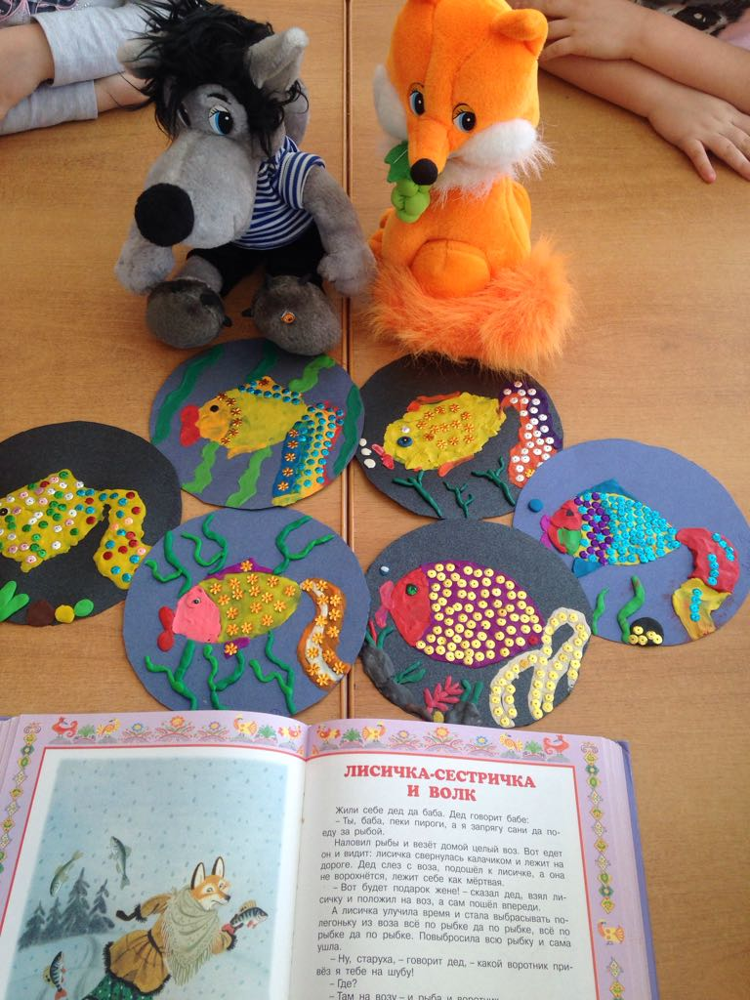 ЛИСИЧКА-СЕСТРИЧКА
И ВОЛК
Жили себе дед да баба. Дед говорит бабе:
– Ты, баба, пеки пироги, а я запрягу сани да по-
еду за рыбой.
Наловил рыбы и везёт домой целый воз. Вот едет
он и видит: лисичка свернулась калачиком и лежит на
дороге. Дед слез с воза, подошёл к лисичке, а она
не ворохнётся, лежит себе как мёртвая.
– Вот будет подарок жене! – сказал дед, взял ли-
сичку и положил на воз, а сам пошёл впереди.
А лисичка улучила время и стала выбрасывать по-
легоньку из воза всё по рыбке да по рыбке, всё по
рыбке да по рыбке. Повыбросила всю рыбку и сама
ушла.
– Ну, старуха, – говорит дед, – какой воротник при-
вёз я тебе на шубу!
– Где?
– Там на возу – и рыба и воротник.